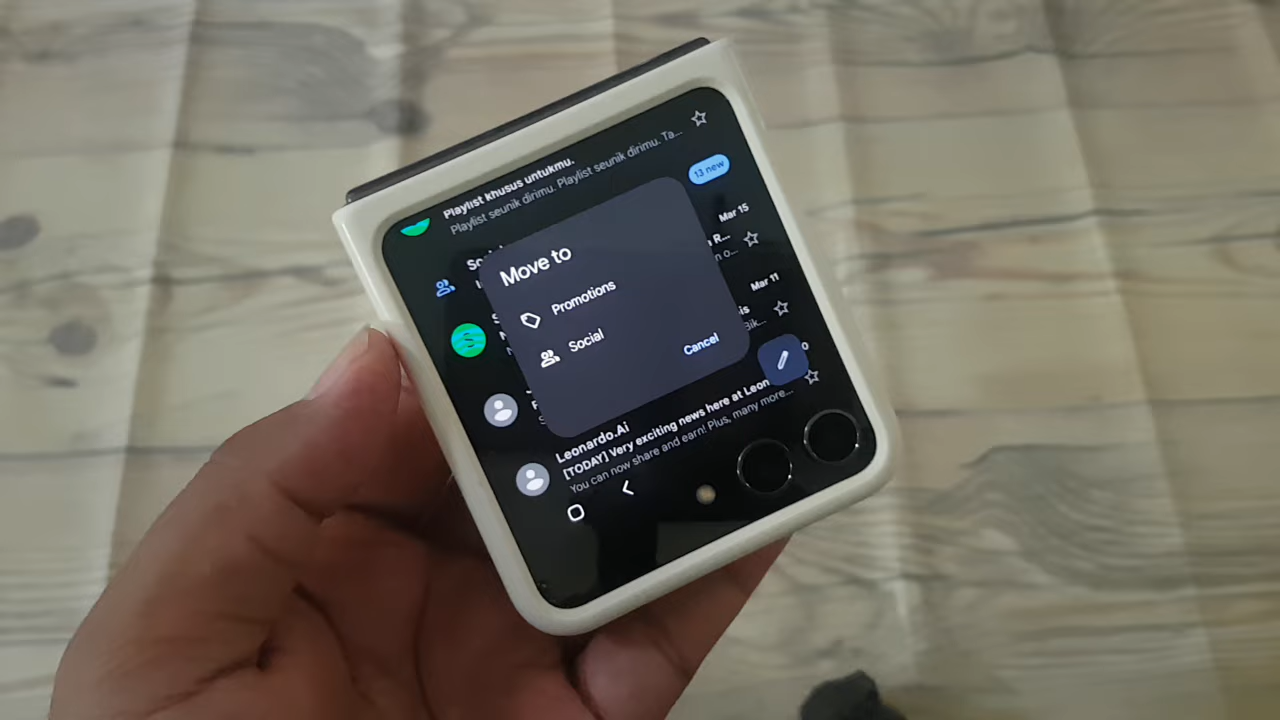 Playlist khusus untukmu.
Playlist seunik dirimu. Playlist seunik dirimu. Ta...
13 new
Mar 15
Move to
Promotions
Social
Cancel
Mar 11
Leonardo.Ai
[TODAY] Very exciting news here at Leon
You can now share and earn! Plus, many more...